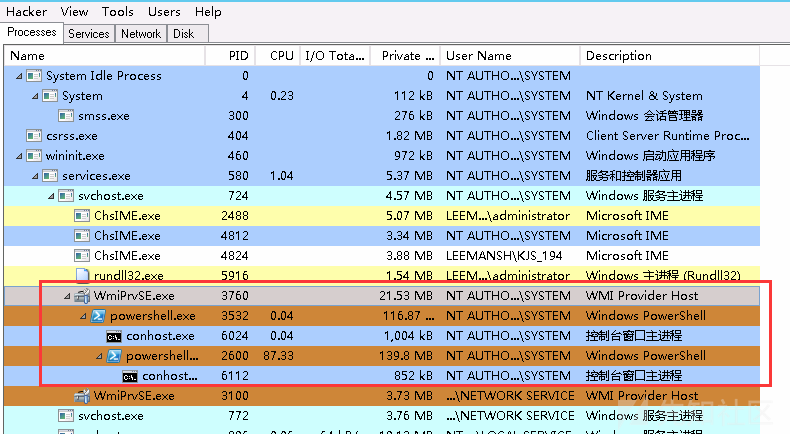 Hacker View Tools Users Help
Processes Services Network Disk
Name PID CPU I/O Tota... Private ... User Name Description
System Idle Process 0 0 NT AUTHO...\SYSTEM
System 4 0.23 112 kB NT AUTHO...\SYSTEM NT Kernel & System
smss.exe 300 276 kB NT AUTHO...\SYSTEM Windows 会话管理器
csrss.exe 404 1.82 MB NT AUTHO...\SYSTEM Client Server Runtime Proc...
wininit.exe 460 972 kB NT AUTHO...\SYSTEM Windows 启动应用程序
services.exe 580 1.04 5.37 MB NT AUTHO...\SYSTEM 服务和控制器应用
svchost.exe 724 4.57 MB NT AUTHO...\SYSTEM Windows 服务主进程
ChsIME.exe 2488 5.07 MB LEEM...\administrator Microsoft IME
ChsIME.exe 4812 3.34 MB NT AUTHO...\SYSTEM Microsoft IME
ChsIME.exe 4824 3.88 MB LEEMANSH\KJS_194 Microsoft IME
rundll32.exe 5916 1.54 MB LEEM...\administrator Windows 主进程 (Rundll32)
WmiPrvSE.exe 3760 21.53 MB NT AUTHO...\SYSTEM WMI Provider Host
powershell.exe 3532 0.04 116.87 ... NT AUTHO...\SYSTEM Windows PowerShell
conhost.exe 6024 0.04 1,004 kB NT AUTHO...\SYSTEM 控制台窗口主进程
powershell... 2600 87.33 139.8 MB NT AUTHO...\SYSTEM Windows PowerShell
conhost... 6112 852 kB NT AUTHO...\SYSTEM 控制台窗口主进程
WmiPrvSE.exe 3100 3.73 MB ...\NETWORK SERVICE WMI Provider Host
svchost.exe 772 3.76 MB ...\NETWORK SERVICE Windows 服务主进程